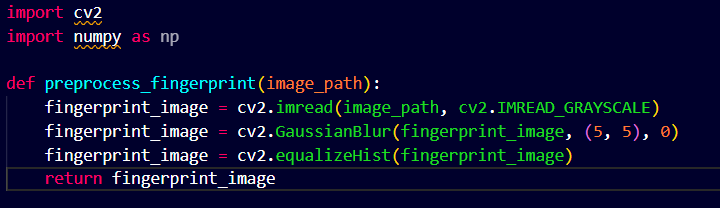 import cv2
import numpy as np

def preprocess_fingerprint(image_path):
    fingerprint_image = cv2.imread(image_path, cv2.IMREAD_GRAYSCALE)
    fingerprint_image = cv2.GaussianBlur(fingerprint_image, (5, 5), 0)
    fingerprint_image = cv2.equalizeHist(fingerprint_image)
    return fingerprint_image